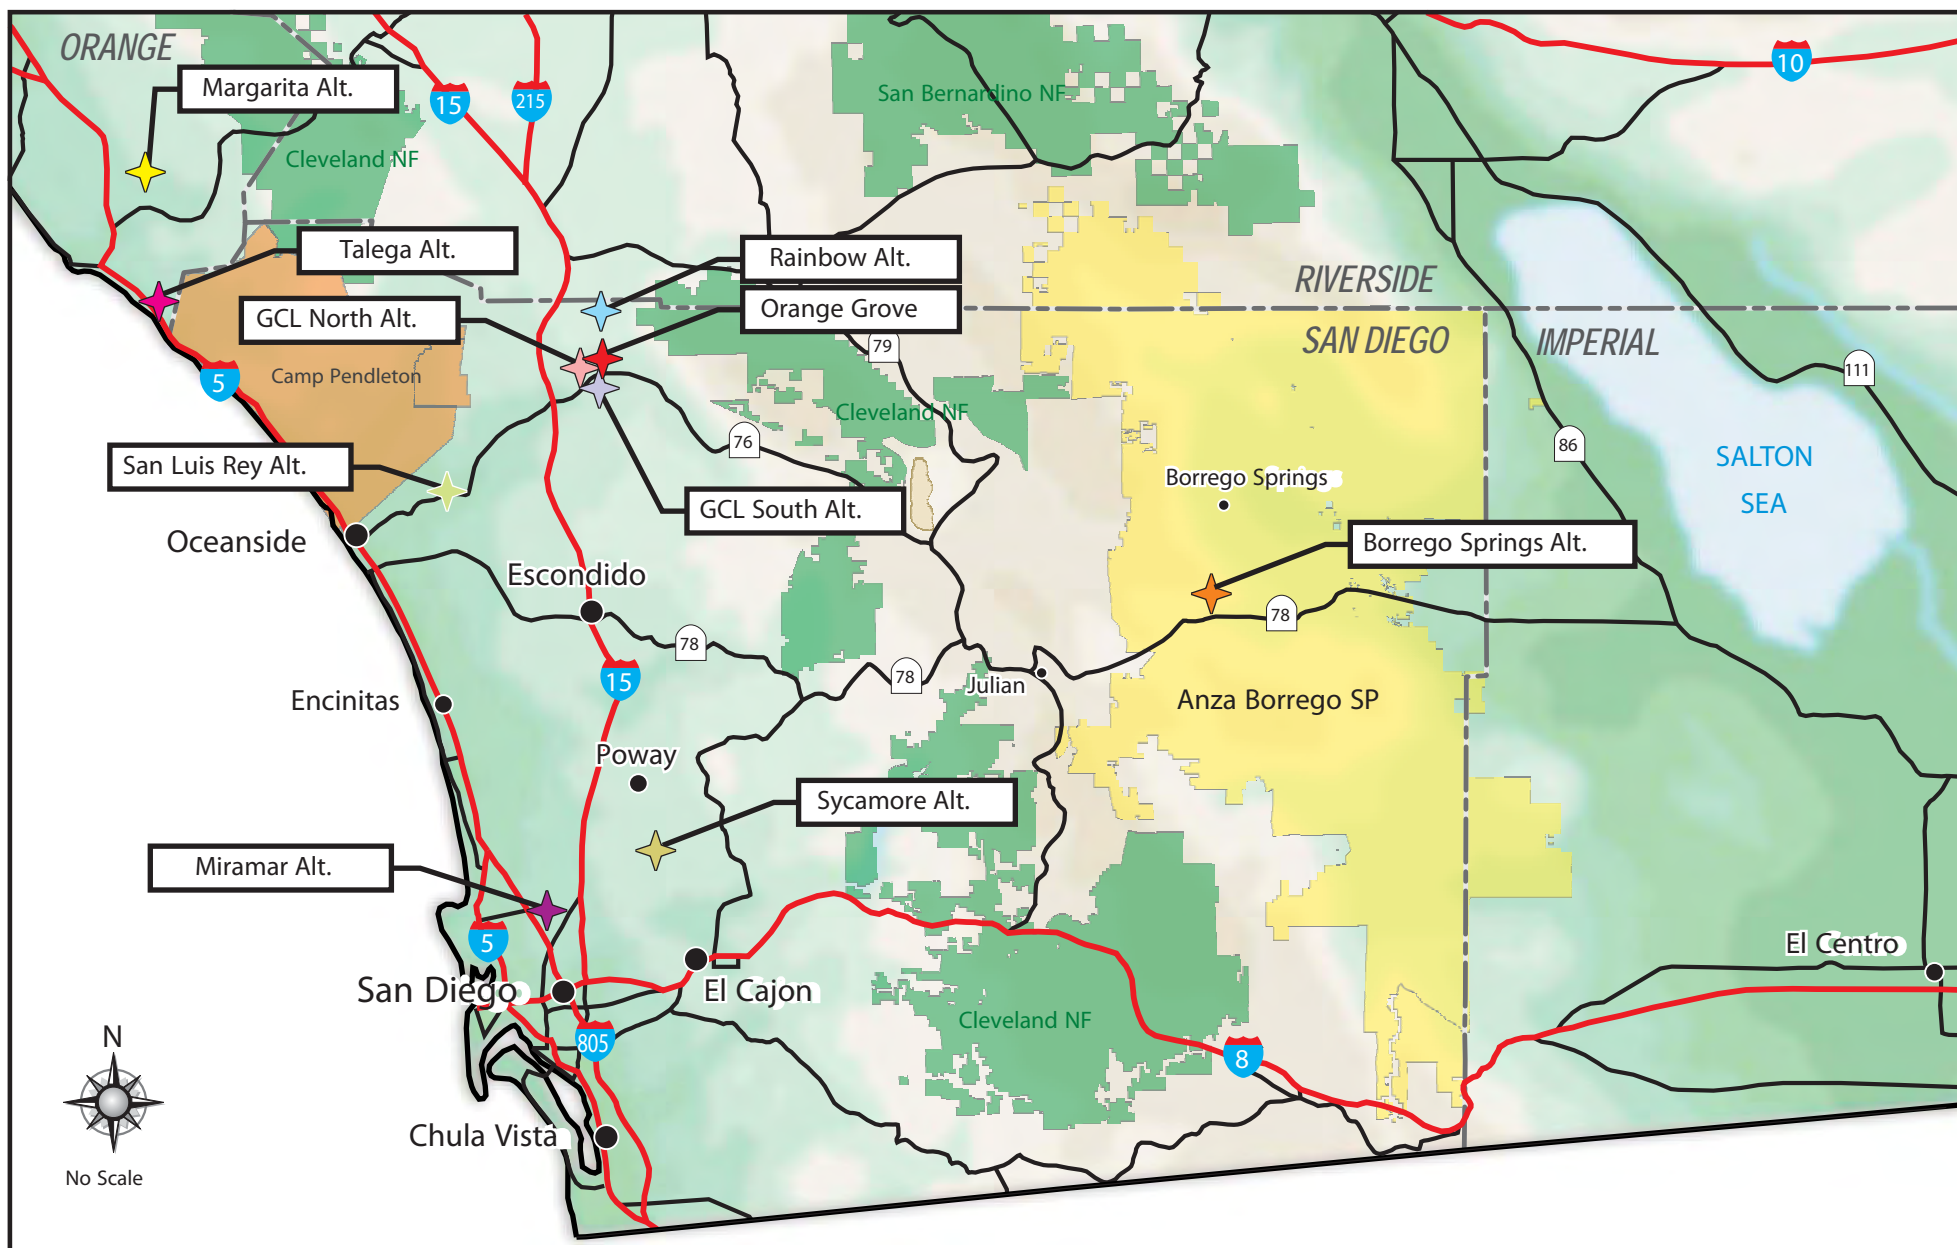 ORANGE
Margarita Alt.
15
215
San Bernardino NF
10
Cleveland NF
Talega Alt.
Rainbow Alt.
RIVERSIDE
GCL North Alt.
Orange Grove
SAN DIEGO
IMPERIAL
79
111
5
Camp Pendleton
Cleveland NF
76
86
San Luis Rey Alt.
Borrego Springs
SALTON
SEA
GCL South Alt.
Oceanside
Borrego Springs Alt.
Escondido
78
78
15
78
Julian
Encinitas
Anza Borrego SP
Poway
Sycamore Alt.
Miramar Alt.
5
El Centro
San Diego
El Cajon
Cleveland NF
N
805
8
Chula Vista
No Scale